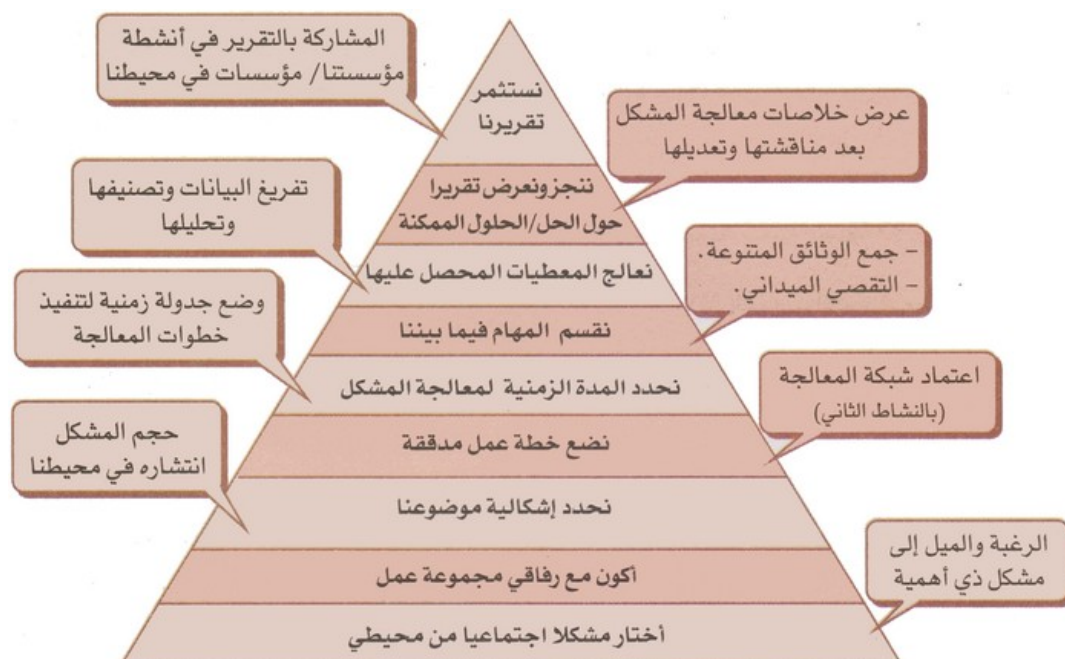 المشاركة بالتقرير في أنشطة
مؤسستنا/ مؤسسات في محيطنا
نستثمر
تقريرنا
عرض خلاصات معالجة المشكل
بعد مناقشتها وتعديلها
ننجز ونعرض تقريرا
حول الحل/الحلول الممكنة
تفريغ البيانات وتصنيفها
وتحليلها
نعالج المعطيات المحصل عليها
– جمع الوثائق المتنوعة.
– التقصي الميداني.
نقسم المهام فيما بيننا
وضع جدولة زمنية لتنفيذ
خطوات المعالجة
نحدد المدة الزمنية لمعالجة المشكل
اعتماد شبكة المعالجة
(بالنشاط الثاني)
نضع خطة عمل مدققة
حجم المشكل
انتشاره في محيطنا
نحدد إشكالية موضوعنا
أكون مع رفاقي مجموعة عمل
الرغبة والميل إلى
مشكل ذي أهمية
أختار مشكلا اجتماعيا من محيطي